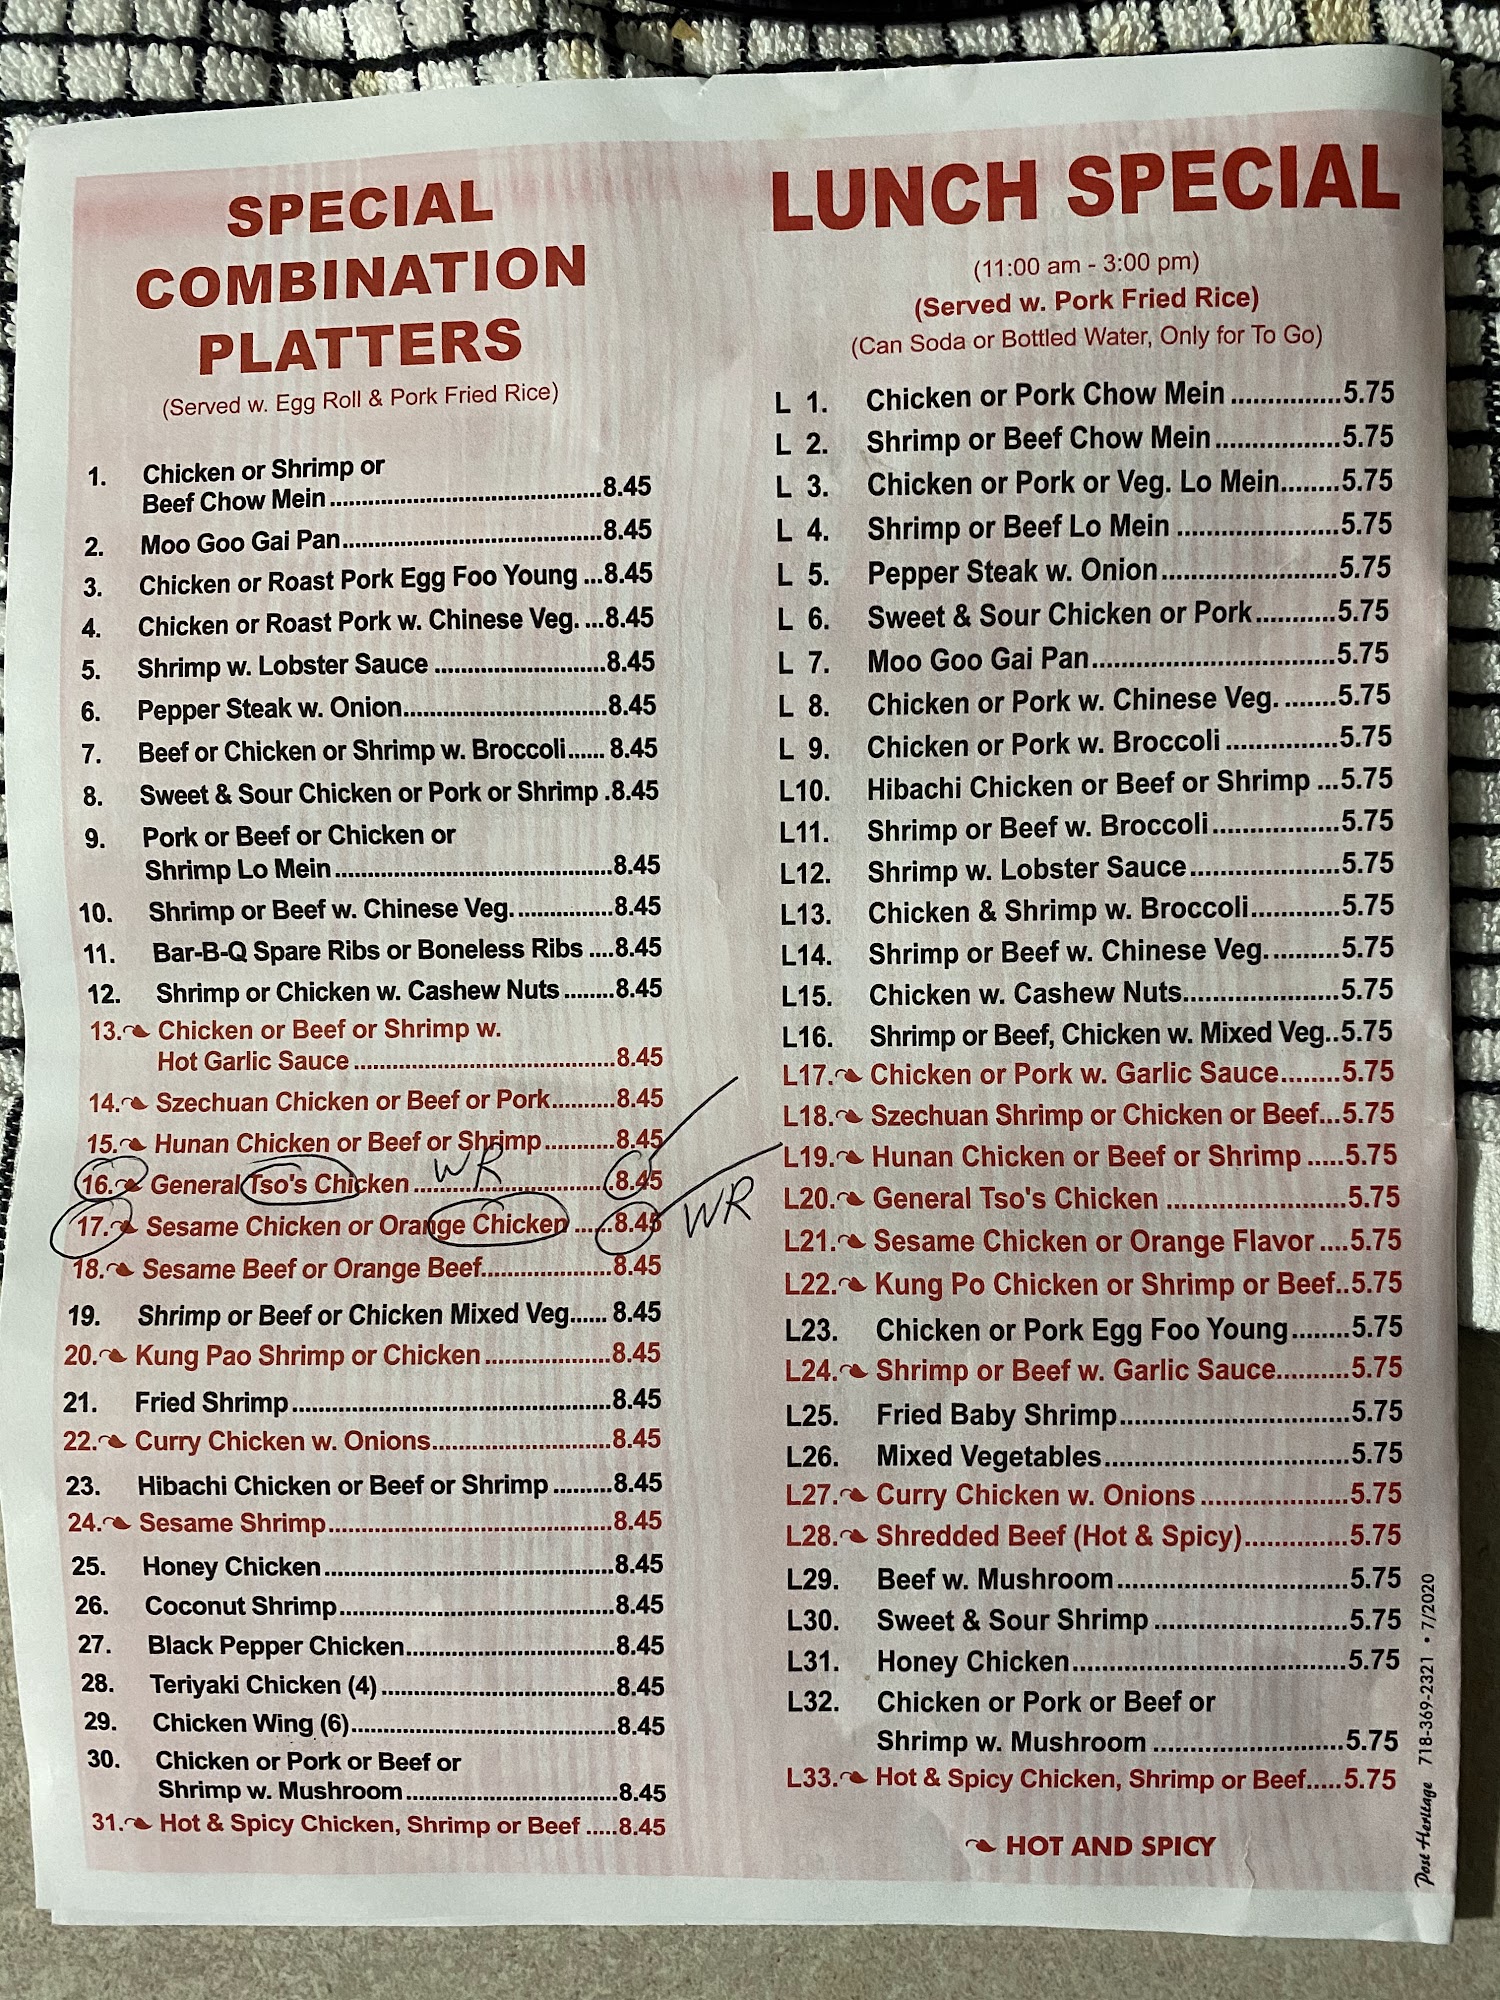 SPECIAL
COMBINATION
PLATTERS
(Served w. Egg Roll & Pork Fried Rice)
1. Chicken or Shrimp or
Beef Chow Mein ........................................8.45
2. Moo Goo Gai Pan......................................8.45
3. Chicken or Roast Pork Egg Foo Young ...8.45
4. Chicken or Roast Pork w. Chinese Veg. ...8.45
5. Shrimp w. Lobster Sauce .........................8.45
6. Pepper Steak w. Onion..............................8.45
7. Beef or Chicken or Shrimp w. Broccoli...... 8.45
8. Sweet & Sour Chicken or Pork or Shrimp .8.45
9. Pork or Beef or Chicken or
Shrimp Lo Mein .........................................8.45
10. Shrimp or Beef w. Chinese Veg...............8.45
11. Bar-B-Q Spare Ribs or Boneless Ribs ....8.45
12. Shrimp or Chicken w. Cashew Nuts ........8.45
13. Chicken or Beef or Shrimp w.
Hot Garlic Sauce ......................................8.45
14. Szechuan Chicken or Beef or Pork..........8.45
15. Hunan Chicken or Beef or Shrimp...........8.45
WR
16. General Tso's Chicken ..............................8.45
17. Sesame Chicken or Orange Chicken ......8.45 WR
18. Sesame Beef or Orange Beef...................8.45
19. Shrimp or Beef or Chicken Mixed Veg...... 8.45
20. Kung Pao Shrimp or Chicken ...................8.45
21. Fried Shrimp...............................................8.45
22. Curry Chicken w. Onions...........................8.45
23. Hibachi Chicken or Beef or Shrimp .........8.45
24. Sesame Shrimp..........................................8.45
25. Honey Chicken...........................................8.45
26. Coconut Shrimp.........................................8.45
27. Black Pepper Chicken...............................8.45
28. Teriyaki Chicken (4) ...................................8.45
29. Chicken Wing (6).......................................8.45
30. Chicken or Pork or Beef or
Shrimp w. Mushroom ...................................8.45
31. Hot & Spicy Chicken, Shrimp or Beef .....8.45
LUNCH SPECIAL
(11:00 am - 3:00 pm)
(Served w. Pork Fried Rice)
(Can Soda or Bottled Water, Only for To Go)
L 1. Chicken or Pork Chow Mein ...............5.75
L 2. Shrimp or Beef Chow Mein.................5.75
L 3. Chicken or Pork or Veg. Lo Mein........5.75
L 4. Shrimp or Beef Lo Mein ......................5.75
L 5. Pepper Steak w. Onion........................5.75
L 6. Sweet & Sour Chicken or Pork...........5.75
L 7. Moo Goo Gai Pan.................................5.75
L 8. Chicken or Pork w. Chinese Veg. .......5.75
L 9. Chicken or Pork w. Broccoli ...............5.75
L10. Hibachi Chicken or Beef or Shrimp ...5.75
L11. Shrimp or Beef w. Broccoli.................5.75
L12. Shrimp w. Lobster Sauce....................5.75
L13. Chicken & Shrimp w. Broccoli............5.75
L14. Shrimp or Beef w. Chinese Veg..........5.75
L15. Chicken w. Cashew Nuts.....................5.75
L16. Shrimp or Beef, Chicken w. Mixed Veg..5.75
L17. Chicken or Pork w. Garlic Sauce........5.75
L18. Szechuan Shrimp or Chicken or Beef...5.75
L19. Hunan Chicken or Beef or Shrimp .....5.75
L20. General Tso's Chicken ........................5.75
L21. Sesame Chicken or Orange Flavor ....5.75
L22. Kung Po Chicken or Shrimp or Beef..5.75
L23. Chicken or Pork Egg Foo Young........5.75
L24. Shrimp or Beef w. Garlic Sauce..........5.75
L25. Fried Baby Shrimp...............................5.75
L26. Mixed Vegetables.................................5.75
L27. Curry Chicken w. Onions ....................5.75
L28. Shredded Beef (Hot & Spicy)..............5.75
L29. Beef w. Mushroom...............................5.75
L30. Sweet & Sour Shrimp ..........................5.75
L31. Honey Chicken.....................................5.75
L32. Chicken or Pork or Beef or
Shrimp w. Mushroom ..........................5.75
L33. Hot & Spicy Chicken, Shrimp or Beef.....5.75
HOT AND SPICY
Post Heritage 718-369-2321 • 7/2020